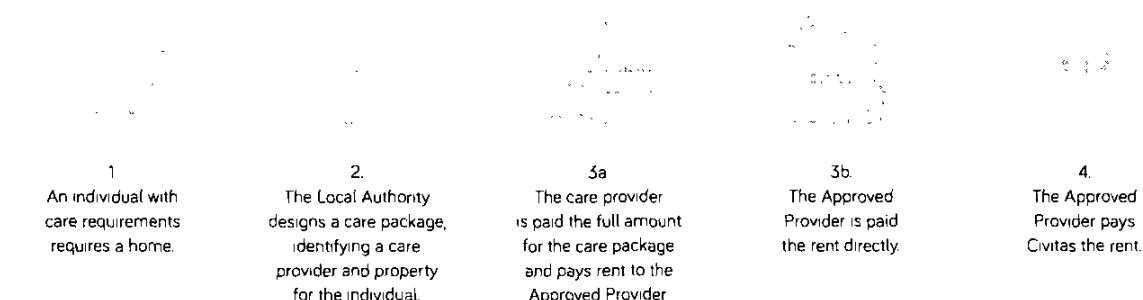 1
An individual with
care requirements
requires a home.
2.
The Local Authority
designs a care package,
identifying a care
provider and property
for the individual.
3a
The care provider
is paid the full amount
for the care package
and pays rent to the
Approved Provider
3b.
The Approved
Provider is paid
the rent directly.
4.
The Approved
Provider pays
Civitas the rent.